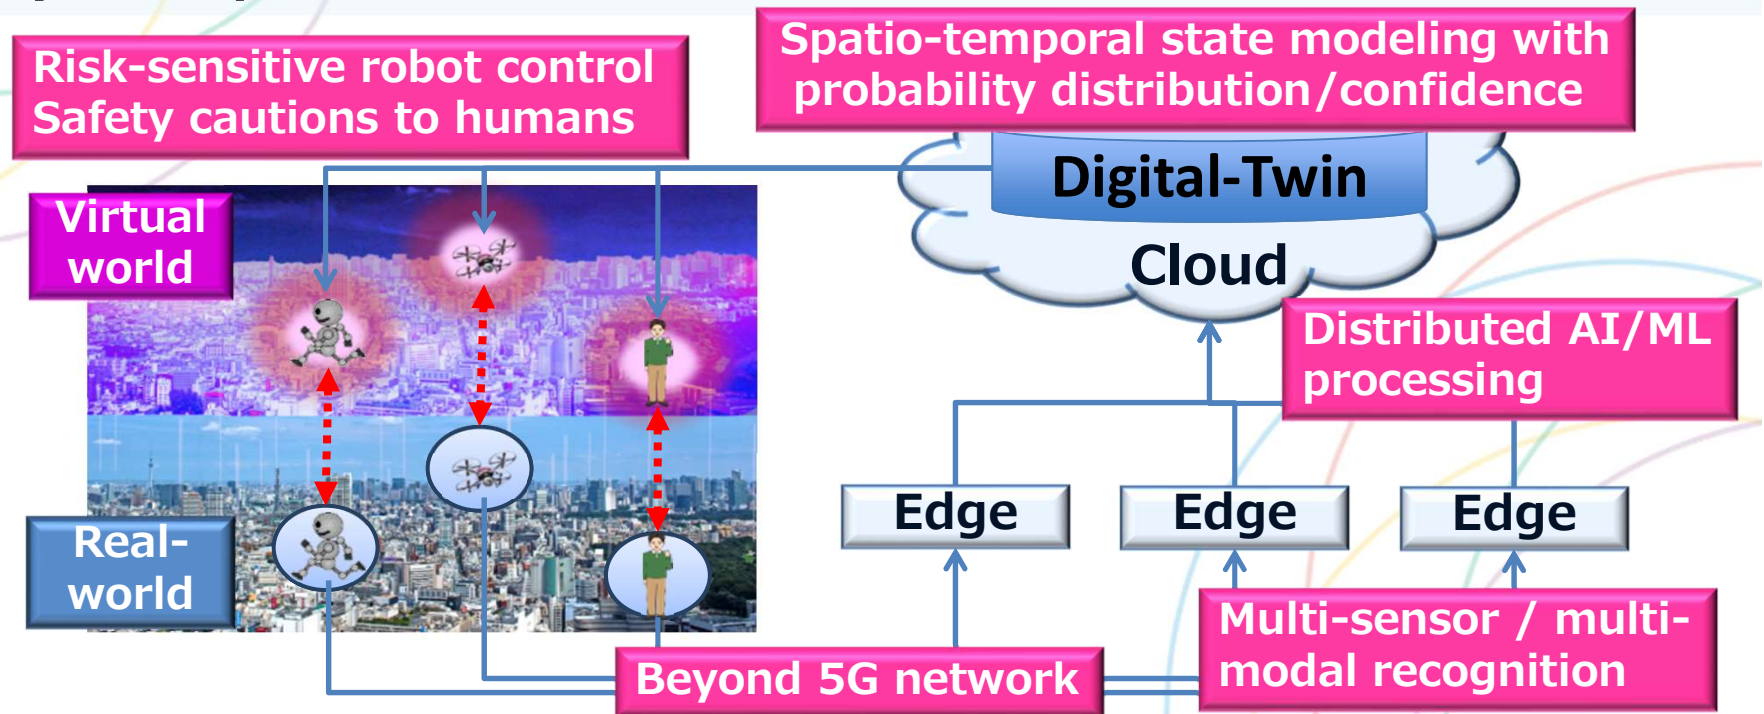 Risk-sensitive robot control
Safety cautions to humans
Spatio-temporal state modeling with
probability distribution/confidence
Digital-Twin
Cloud
Virtual
world
Distributed AI/ML
processing
Edge
Edge
Edge
Real-
world
Multi-sensor / multi-
modal recognition
Beyond 5G network